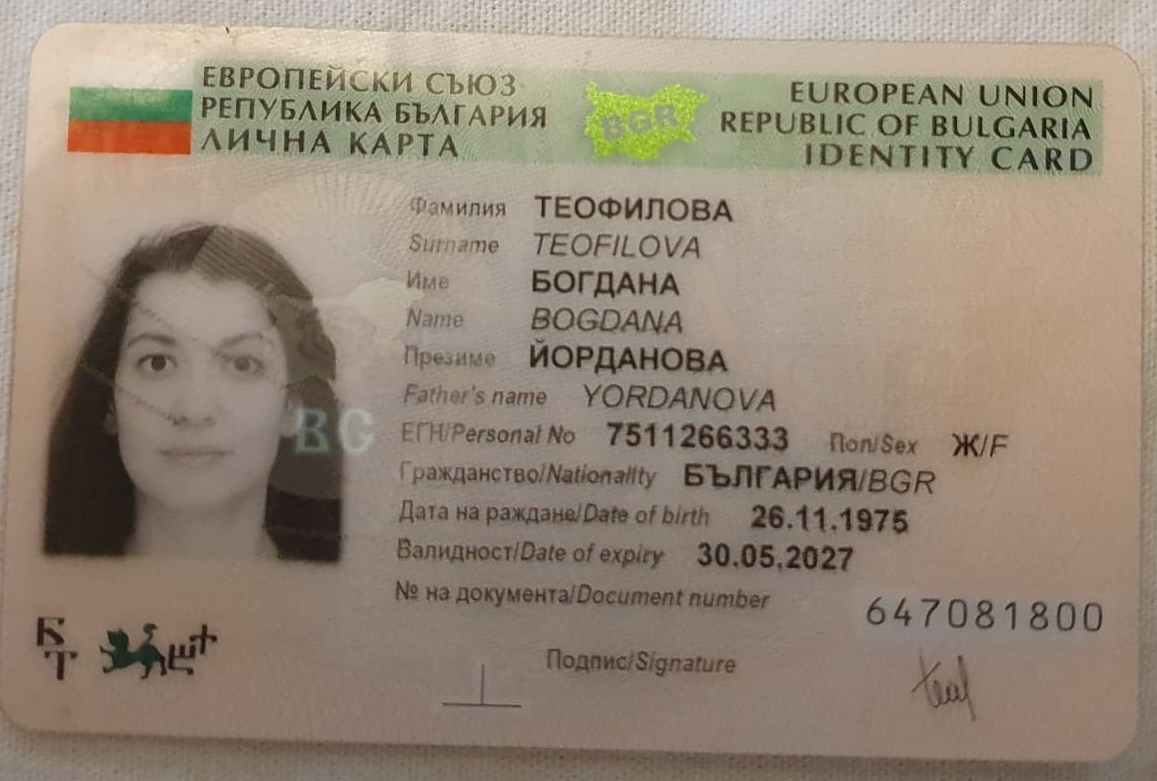 ЕВРОПЕЙСКИ СЪЮЗ
РЕПУБЛИКА БЪЛГАРИЯ
ЛИЧНА КАРТА
BGR
EUROPEAN UNION
REPUBLIC OF BULGARIA
IDENTITY CARD
Фамилия ТЕОФИЛОВА
Surname TEOFILOVA
Име БОГДАНА
Name BOGDANA
Презиме ЙОРДАНОВА
Father's name YORDANOVA
BG
ЕГН/Personal No 7511266333 Пол/Sex Ж/F
Гражданство/Nationality БЪЛГАРИЯ/BGR
Дата на раждане/Date of birth 26.11.1975
Валидност/Date of expiry 30.05.2027
№ на документа/Document number 647081800
Подпис/Signature
БТ